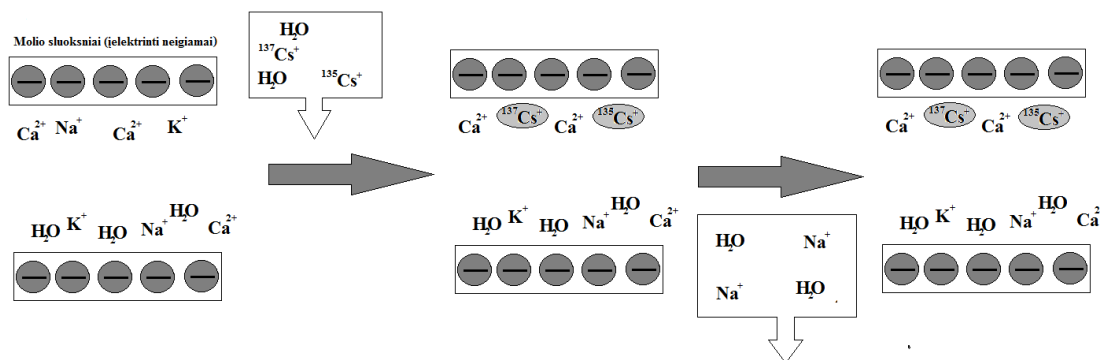 Molio sluoksniai (įelektrinti neigiamai)
Ca²⁺ Na⁺ Ca²⁺ K⁺
H₂O K⁺ H₂O Na⁺ H₂O Ca²⁺
H₂O
¹³⁷Cs⁺
H₂O ¹³⁵Cs⁺
Ca²⁺ ¹³⁷Cs⁺ Ca²⁺ ¹³⁵Cs⁺
H₂O K⁺ H₂O Na⁺ H₂O Ca²⁺
H₂O Na⁺
Na⁺ H₂O
Ca²⁺ ¹³⁷Cs⁺ Ca²⁺ ¹³⁵Cs⁺
H₂O K⁺ H₂O Na⁺ H₂O Ca²